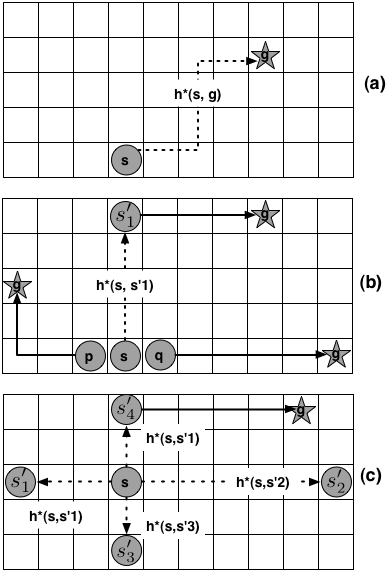 g
(a)
h*(s, g)
s
s′1
g
g
h*(s, s'1)
(b)
p s q g
s′4
g
h*(s,s'1)
s′1 s h*(s,s'2) s′2
(c)
h*(s,s'1)
h*(s,s'3)
s′3